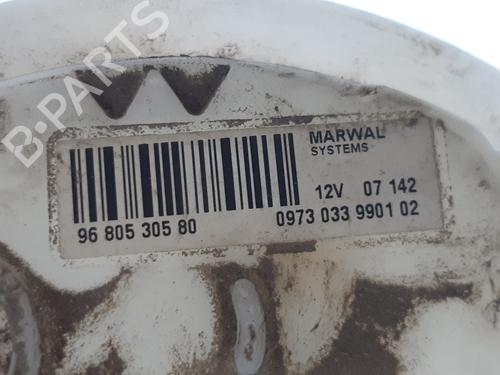 B-PARTS
MARWAL
SYSTEMS
12V 07 142
96 805 305 80
0973 033 9901 02